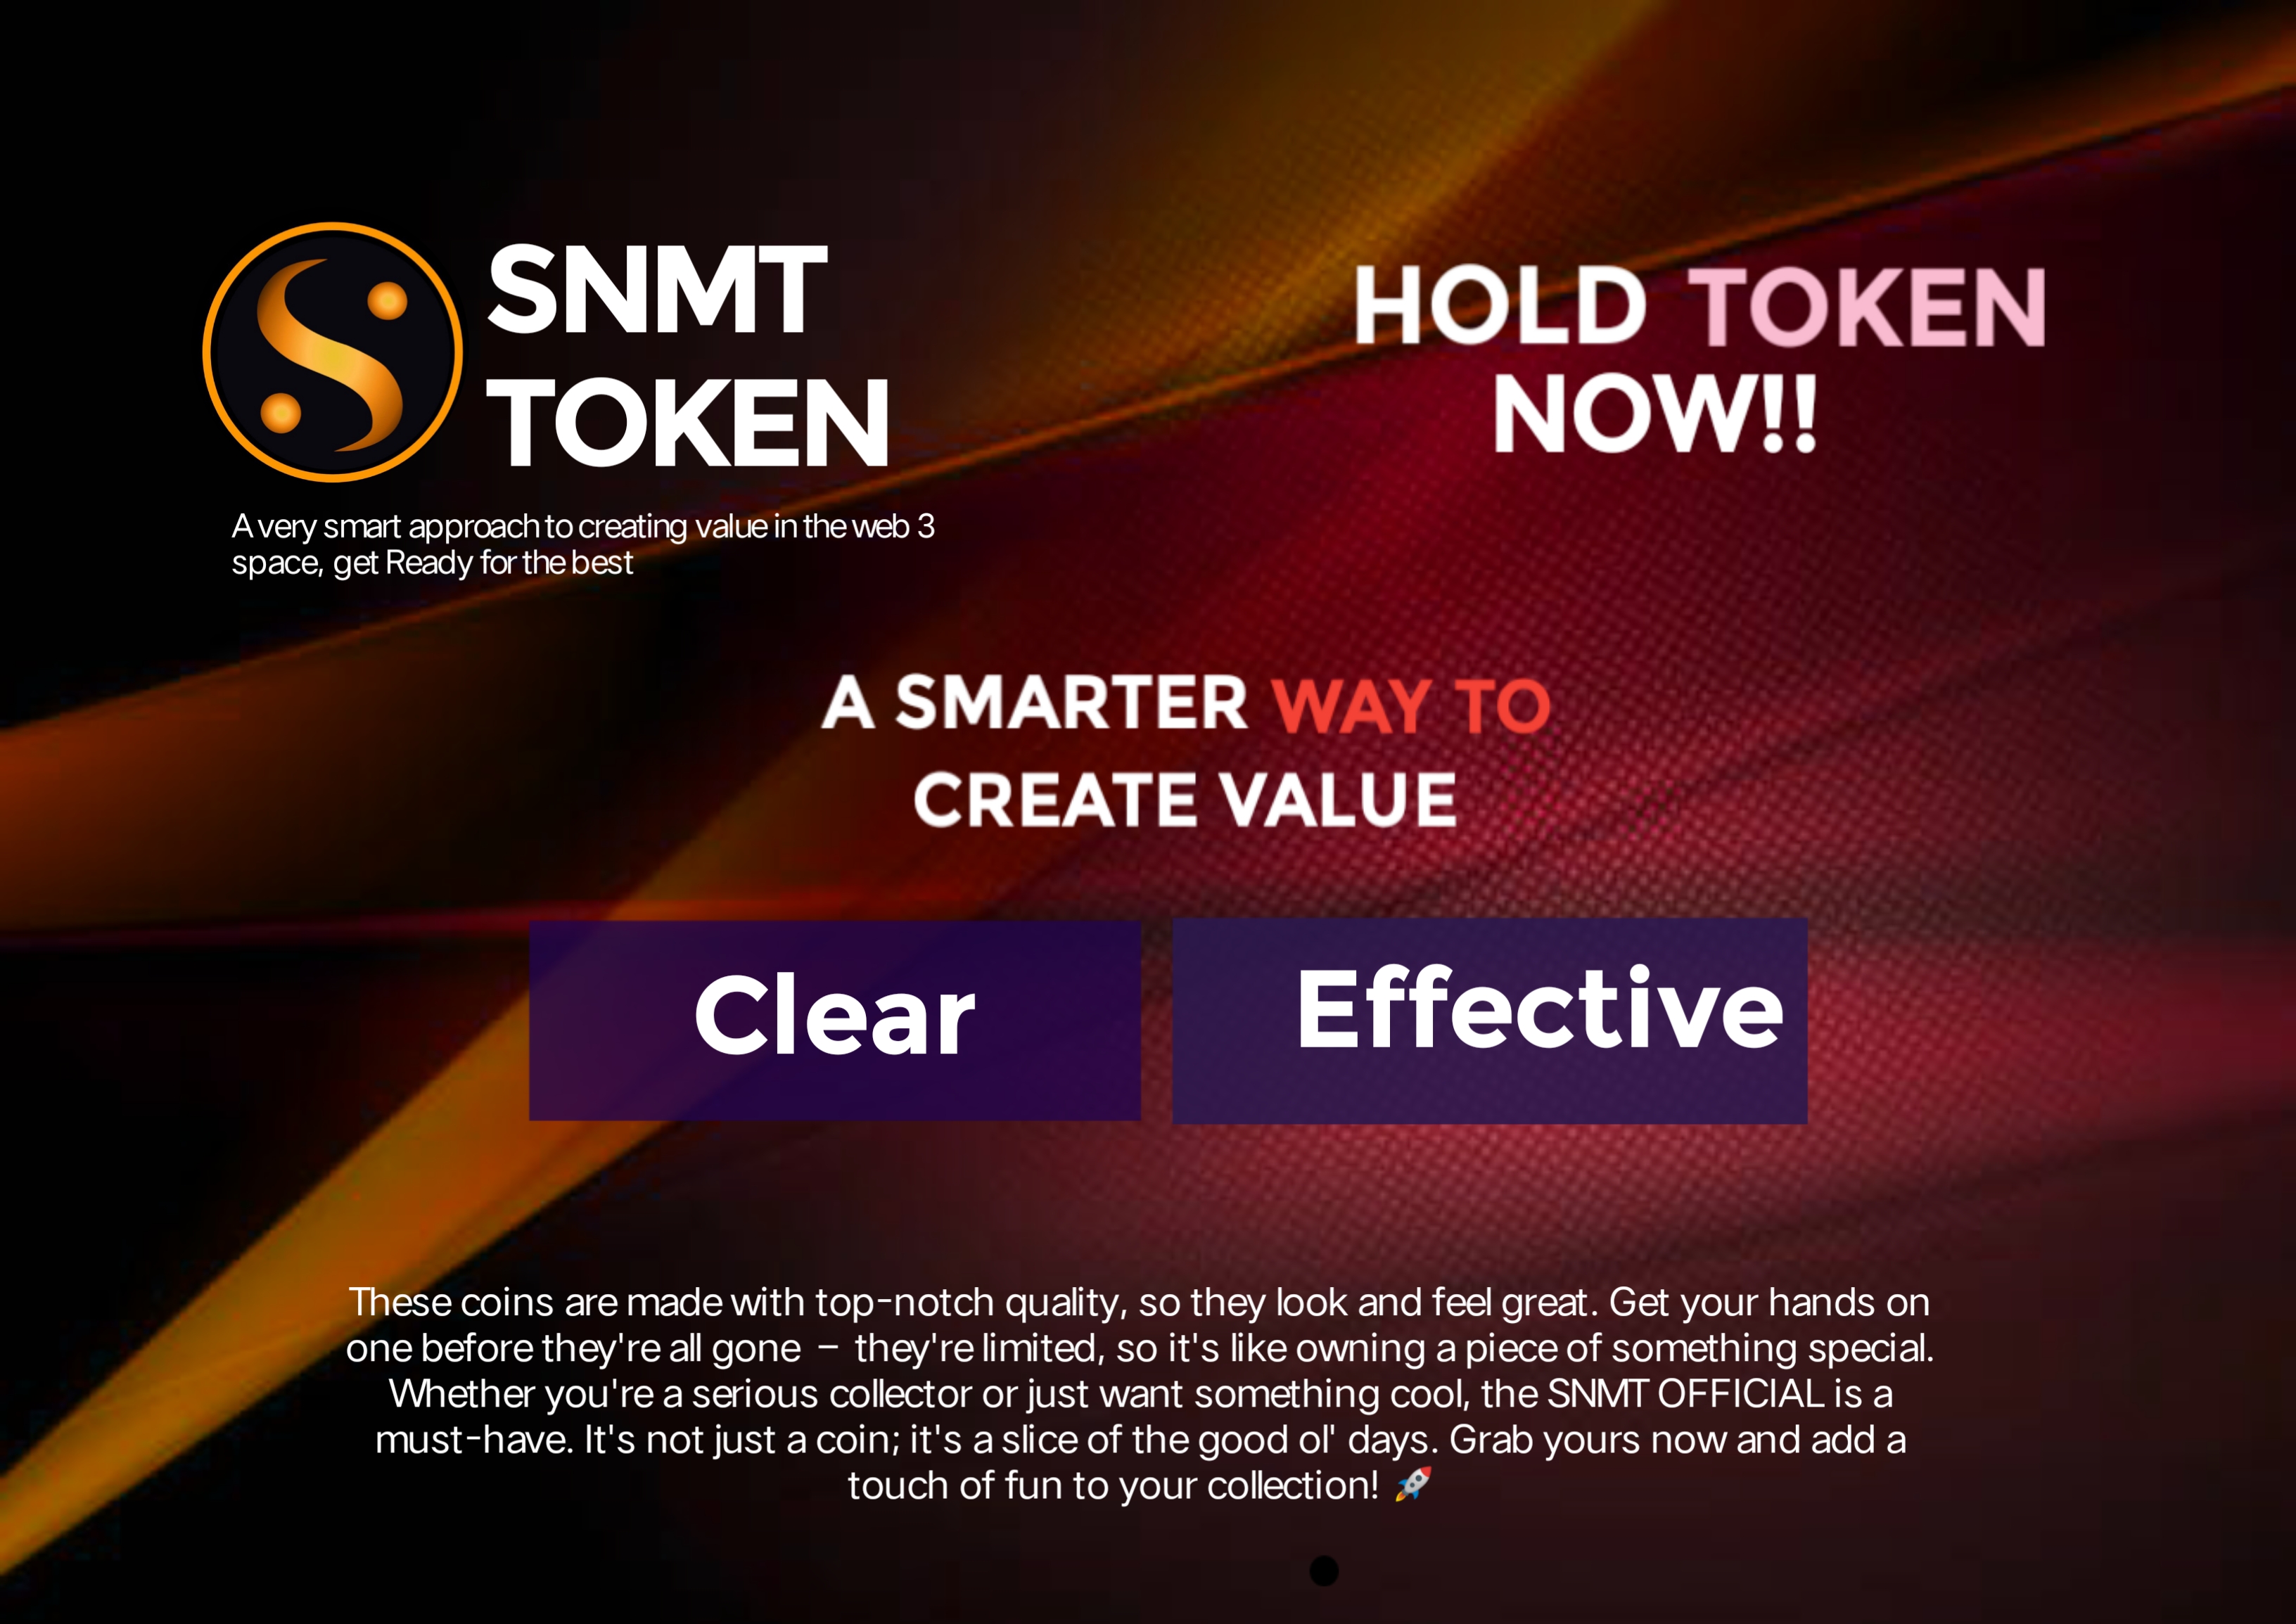 SNMT
TOKEN
A very smart approach to creating value in the web 3
space, get Ready for the best
HOLD TOKEN
NOW!!
A SMARTER WAY TO
CREATE VALUE
Clear
Effective
These coins are made with top-notch quality, so they look and feel great. Get your hands on
one before they're all gone – they're limited, so it's like owning a piece of something special.
Whether you're a serious collector or just want something cool, the SNMT OFFICIAL is a
must-have. It's not just a coin; it's a slice of the good ol' days. Grab yours now and add a
touch of fun to your collection! 🚀